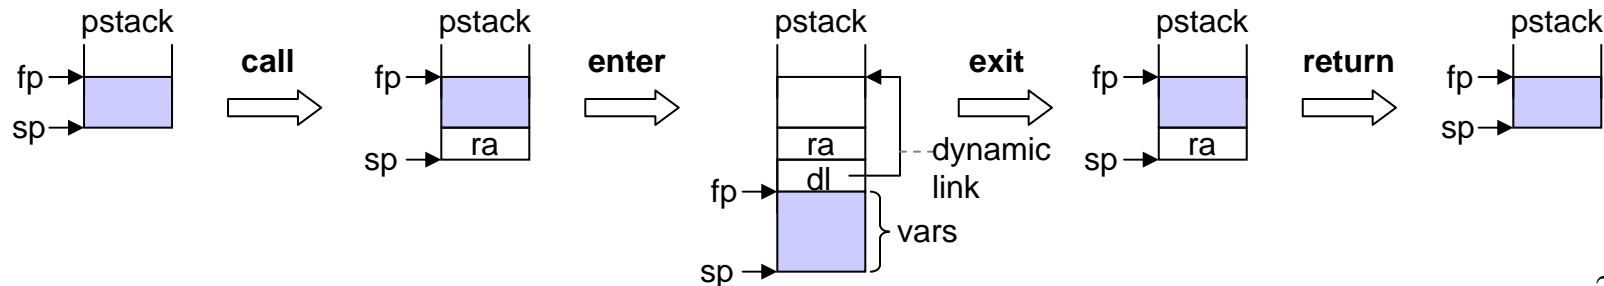 pstack
fp
sp
call
pstack
fp
ra
sp
enter
pstack
ra
dl
fp
sp
dynamic
link
vars
exit
pstack
fp
ra
sp
return
pstack
fp
sp